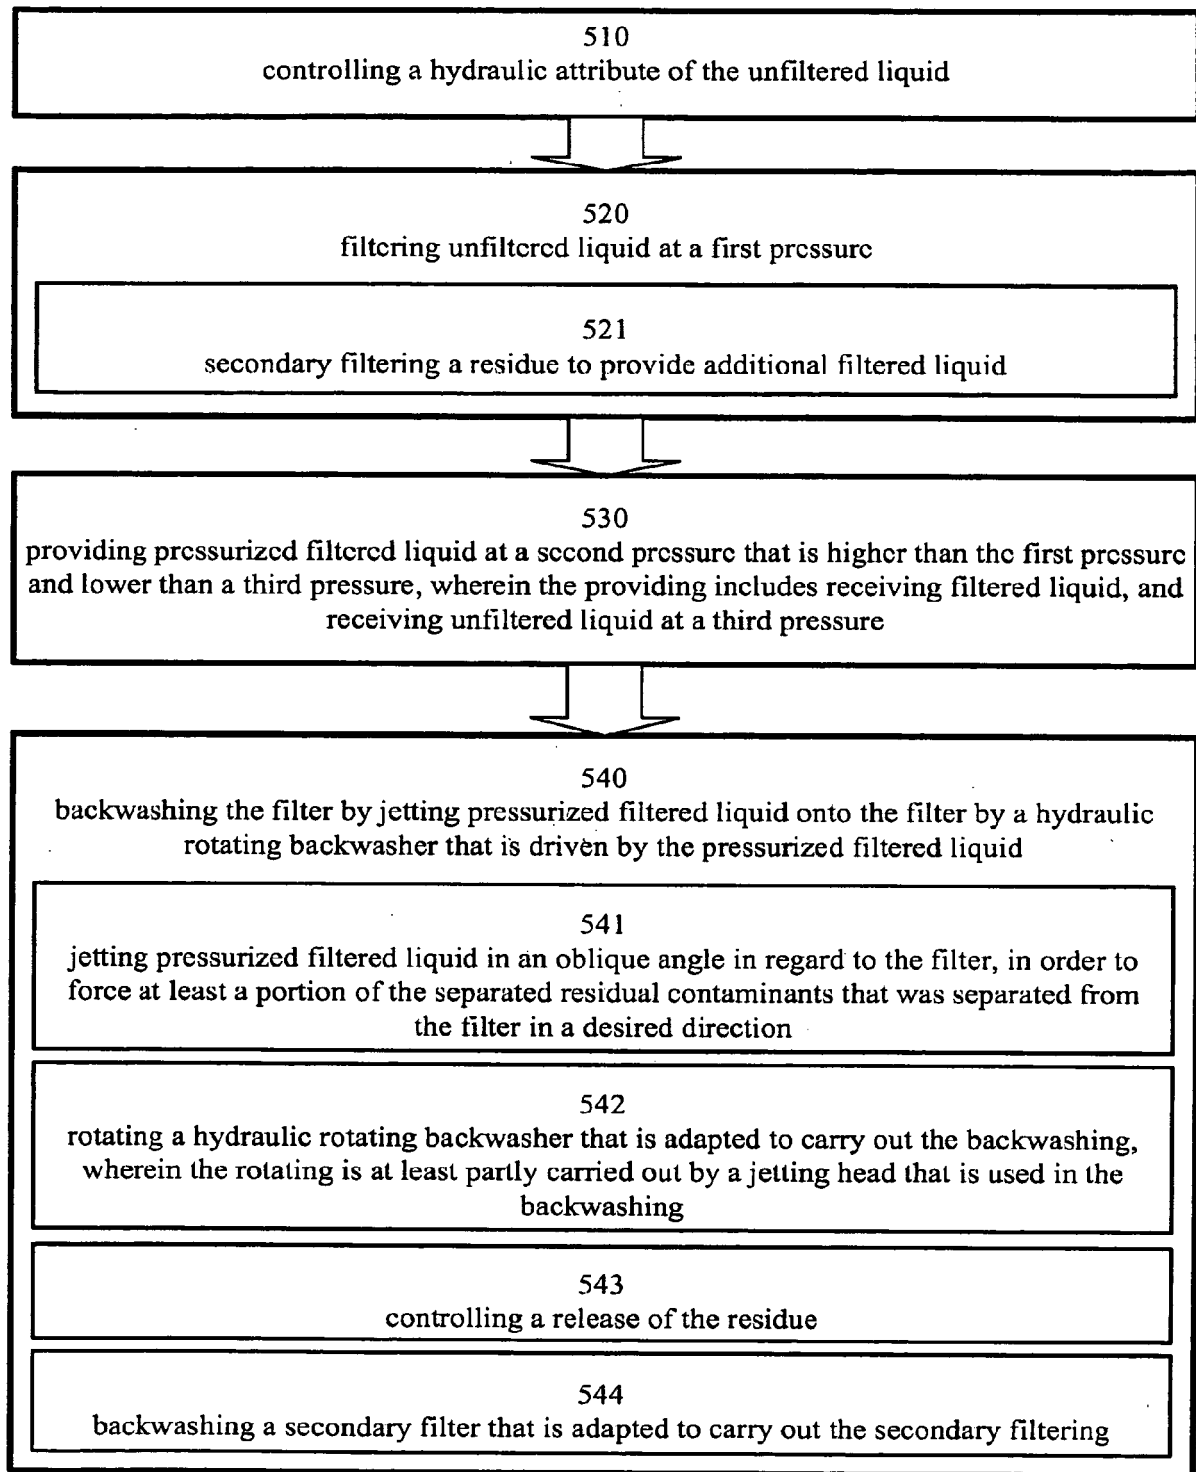 510
controlling a hydraulic attribute of the unfiltered liquid
520
filtering unfiltered liquid at a first pressure
521
secondary filtering a residue to provide additional filtered liquid
530
providing pressurized filtered liquid at a second pressure that is higher than the first pressure
and lower than a third pressure, wherein the providing includes receiving filtered liquid, and
receiving unfiltered liquid at a third pressure
540
backwashing the filter by jetting pressurized filtered liquid onto the filter by a hydraulic
rotating backwasher that is driven by the pressurized filtered liquid
541
jetting pressurized filtered liquid in an oblique angle in regard to the filter, in order to
force at least a portion of the separated residual contaminants that was separated from
the filter in a desired direction
542
rotating a hydraulic rotating backwasher that is adapted to carry out the backwashing,
wherein the rotating is at least partly carried out by a jetting head that is used in the
backwashing
543
controlling a release of the residue
544
backwashing a secondary filter that is adapted to carry out the secondary filtering